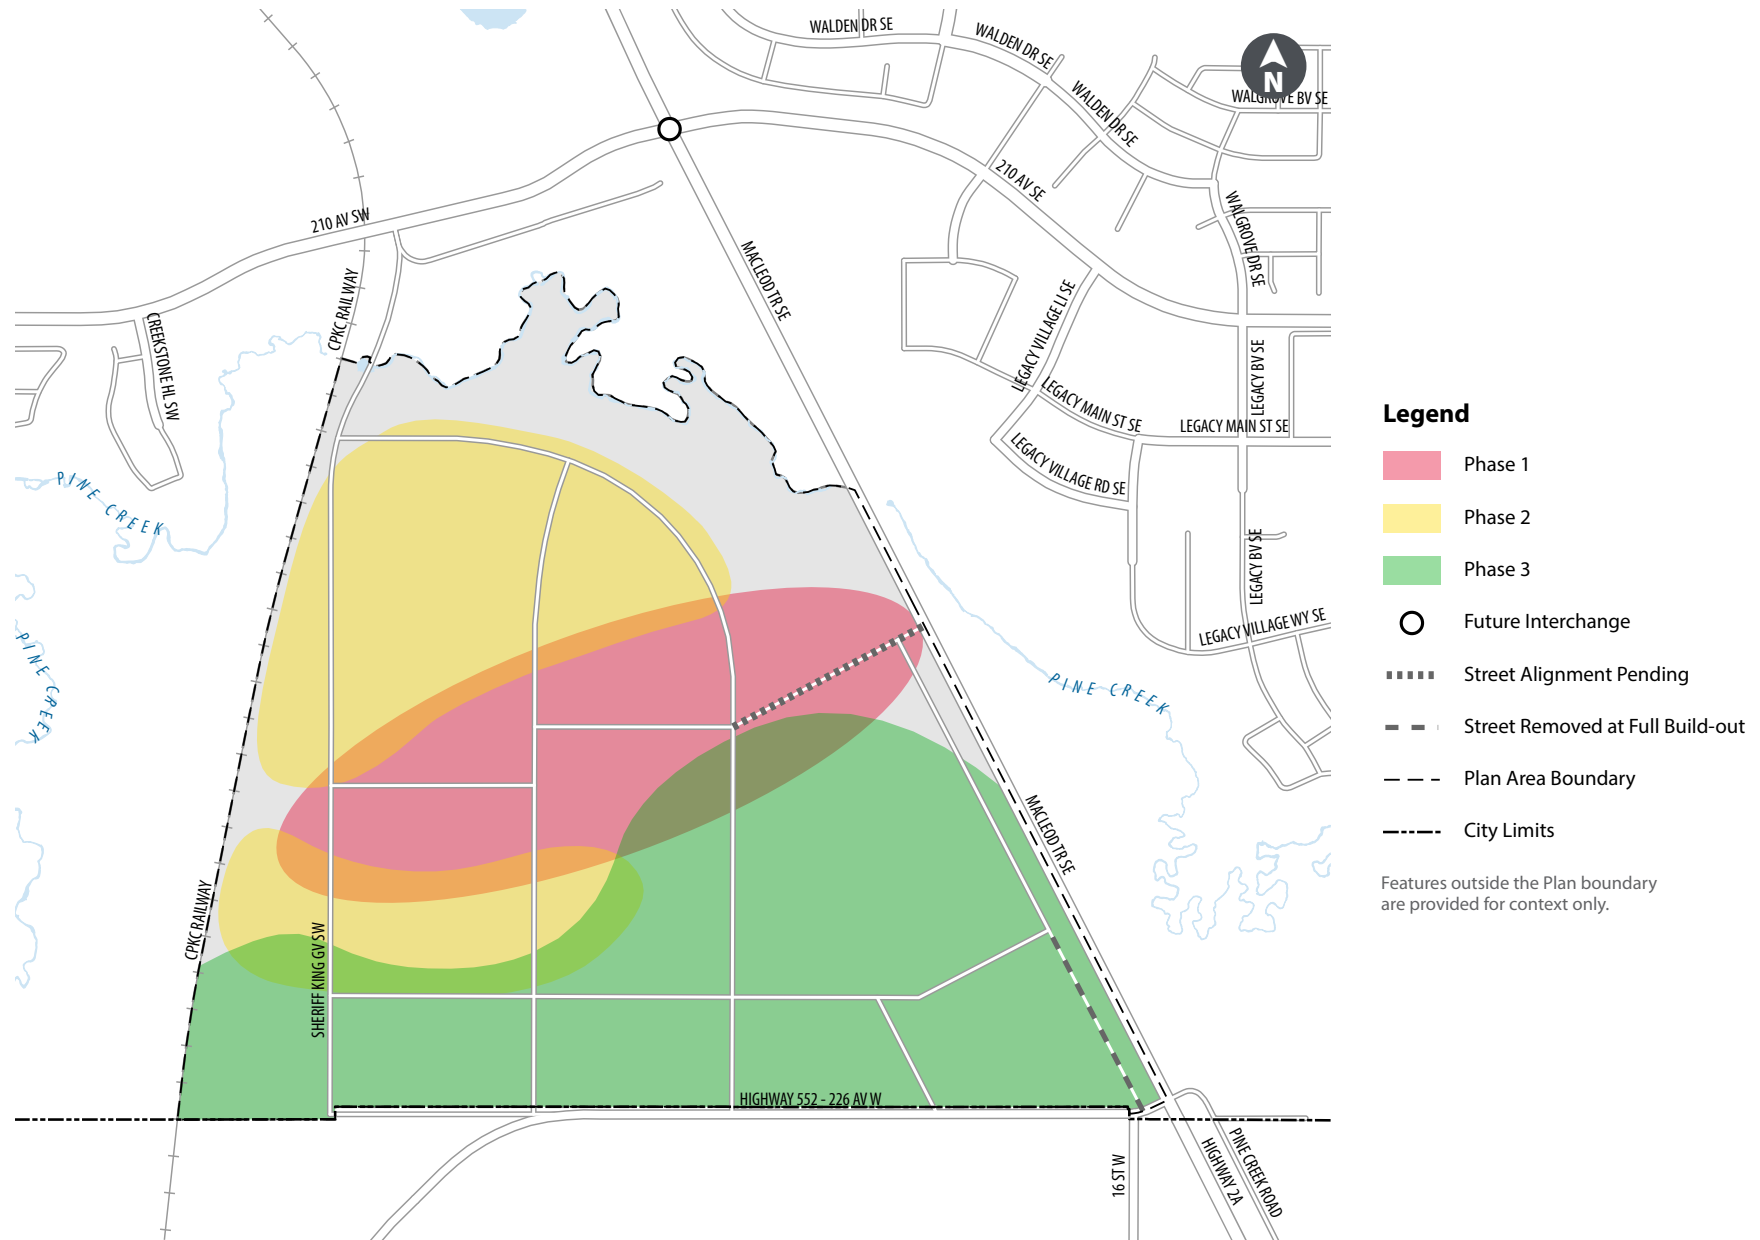 WALDEN DR SE
WALDEN DR SE
N
WALGROVE BV SE
WALDEN DR SE
210 AV SE
210 AV SW
WALGROVE DR SE
MACLEOD TR SE
CPKC RAILWAY
CREEKSTONE HL SW
LEGACY VILLAGE LI SE
LEGACY BV SE
LEGACY MAIN ST SE
LEGACY MAIN ST SE
LEGACY VILLAGE RD SE
PINE CREEK
LEGACY BV SE
LEGACY VILLAGE WY SE
PINE CREEK
PINE CREEK
MACLEOD TR SE
CPKC RAILWAY
SHERIFF KING GV SW
HIGHWAY 552 - 226 AV W
16 ST W
HIGHWAY 2A
PINE CREEK ROAD
Legend
Phase 1
Phase 2
Phase 3
Future Interchange
Street Alignment Pending
Street Removed at Full Build-out
Plan Area Boundary
City Limits
Features outside the Plan boundary
are provided for context only.